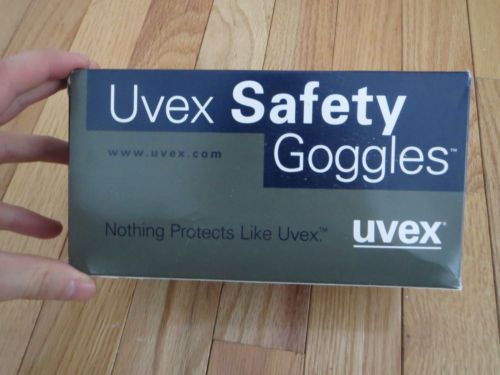 Uvex Safety
Goggles™
www.uvex.com
Nothing Protects Like Uvex.™
uvex®